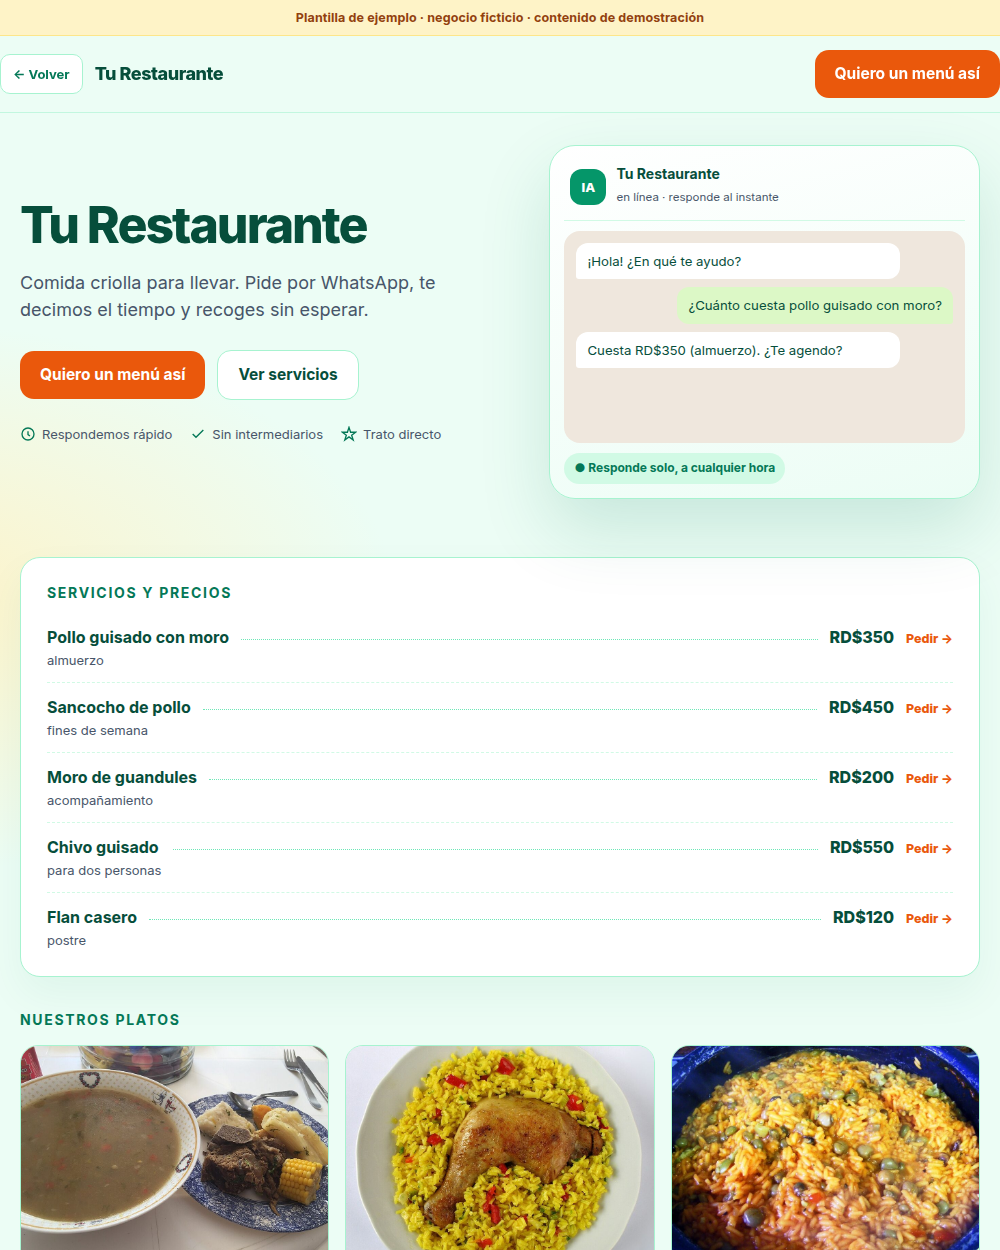 Plantilla de ejemplo · negocio ficticio · contenido de demostración
← Volver
Tu Restaurante
Quiero un menú así
Tu Restaurante
Comida criolla para llevar. Pide por WhatsApp, te
decimos el tiempo y recoges sin esperar.
Quiero un menú así
Ver servicios
Respondemos rápido
Sin intermediarios
Trato directo
IA
Tu Restaurante
en línea · responde al instante
¡Hola! ¿En qué te ayudo?
¿Cuánto cuesta pollo guisado con moro?
Cuesta RD$350 (almuerzo). ¿Te agendo?
● Responde solo, a cualquier hora
SERVICIOS Y PRECIOS
Pollo guisado con moro RD$350 Pedir →
almuerzo
Sancocho de pollo RD$450 Pedir →
fines de semana
Moro de guandules RD$200 Pedir →
acompañamiento
Chivo guisado RD$550 Pedir →
para dos personas
Flan casero RD$120 Pedir →
postre
NUESTROS PLATOS